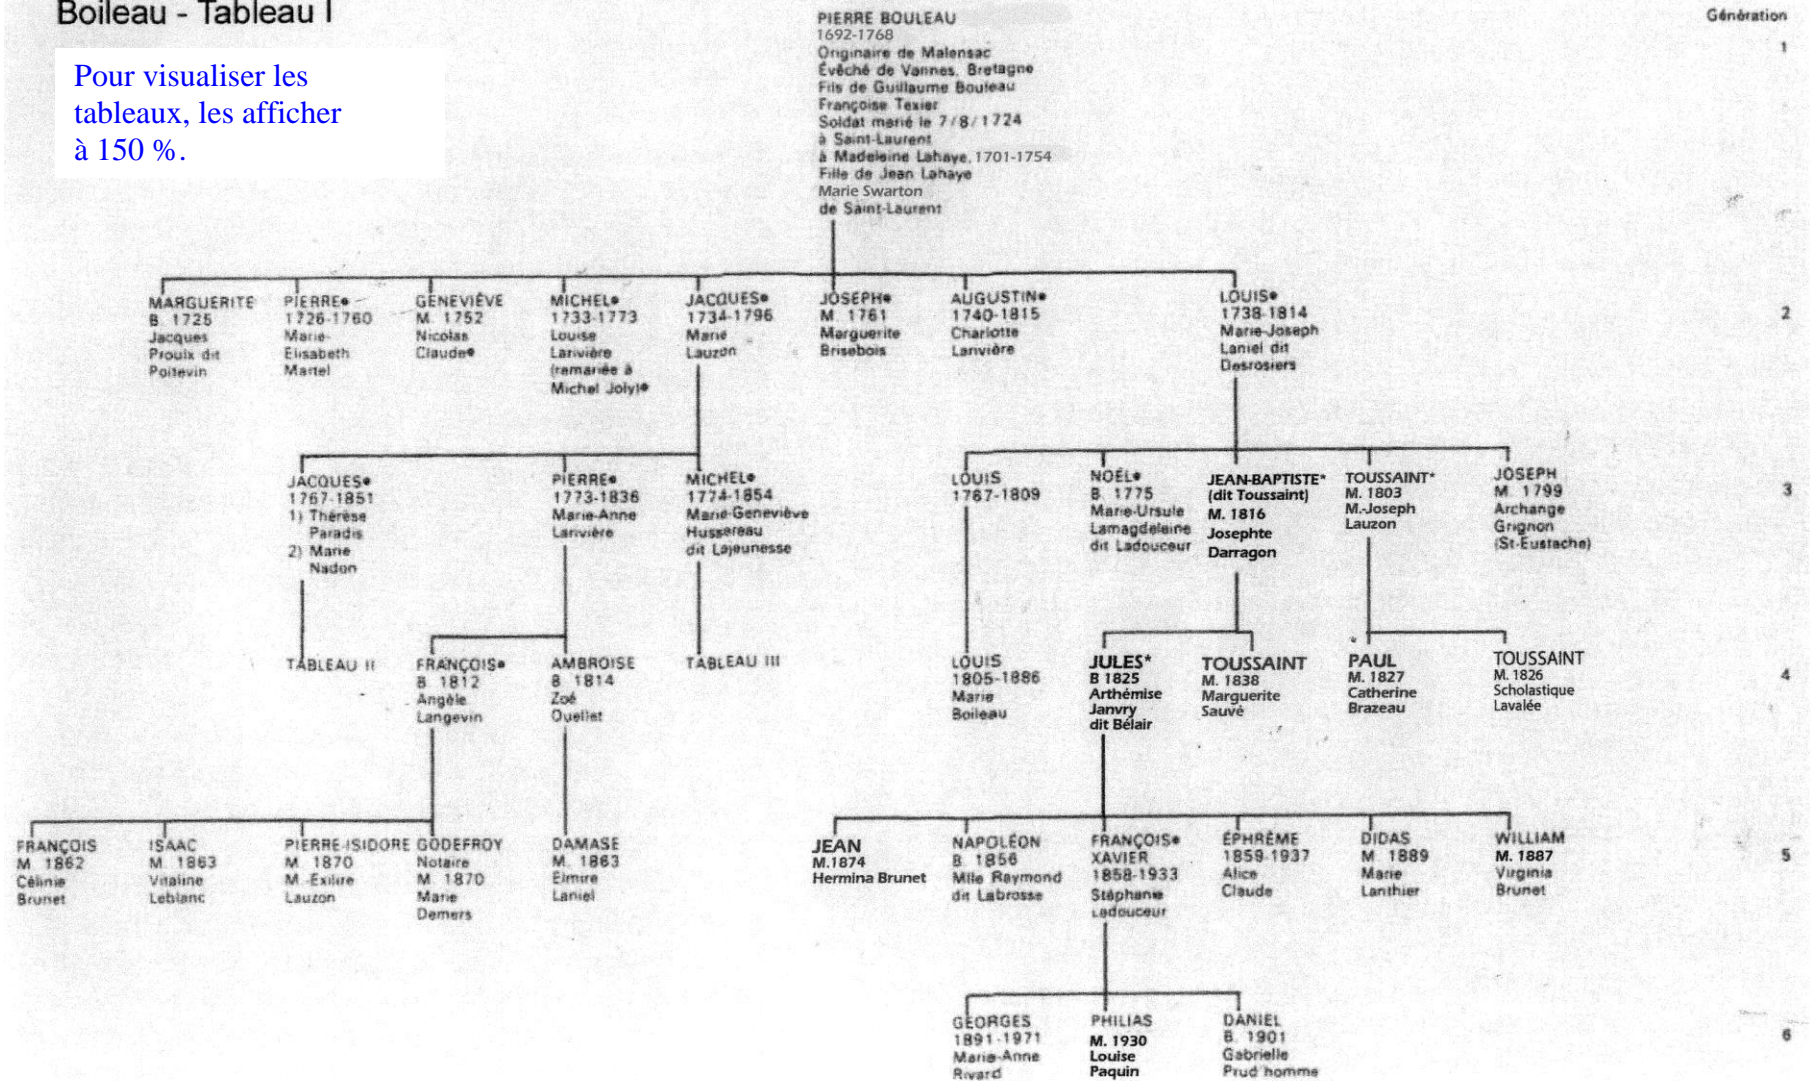 Boileau - Tableau I
Pour visualiser les
tableaux, les afficher
à 150 %.
Génération
PIERRE BOULEAU
1692-1768
Originaire de Malensac
Évêché de Vannes, Bretagne
Fils de Guillaume Bouleau
Françoise Texier
Soldat marié le 7/8/1724
à Saint-Laurent
à Madeleine Lahaye, 1701-1754
Fille de Jean Lahaye
Marie Swarton
de Saint-Laurent
1
MARGUERITE
B. 1725
Jacques
Proulx dit
Poitevin
PIERRE•
1726-1760
Marie-
Elisabeth
Martel
GENEVIÈVE
M. 1752
Nicolas
Claude•
MICHEL•
1733-1773
Louise
Larivière
(remariée à
Michel Joly)•
JACQUES•
1734-1796
Marie
Lauzon
JOSEPH•
M. 1761
Marguerite
Brisebois
AUGUSTIN•
1740-1815
Charlotte
Larivière
LOUIS•
1738-1814
Marie-Joseph
Laniel dit
Desrosiers
2
JACQUES•
1767-1851
1) Thérèse
Paradis
2) Marie
Nadon
PIERRE•
1773-1836
Marie-Anne
Larivière
MICHEL•
1774-1854
Marie-Geneviève
Hussereau
dit Lajeunesse
LOUIS
1767-1809
NOËL•
B. 1775
Marie-Ursule
Lamagdeleine
dit Ladouceur
JEAN-BAPTISTE*
(dit Toussaint)
M. 1816
Josephte
Darragon
TOUSSAINT*
M. 1803
M.-Joseph
Lauzon
JOSEPH
M. 1799
Archange
Grignon
(St-Eustache)
3
TABLEAU II
FRANÇOIS•
B. 1812
Angèle
Langevin
AMBROISE
B. 1814
Zoé
Ouellet
TABLEAU III
LOUIS
1805-1886
Marie
Boileau
JULES*
B 1825
Arthémise
Janvry
dit Bélair
TOUSSAINT
M. 1838
Marguerite
Sauvé
PAUL
M. 1827
Catherine
Brazeau
TOUSSAINT
M. 1826
Scholastique
Lavalée
4
FRANÇOIS
M. 1862
Célinie
Brunet
ISAAC
M. 1863
Vitaline
Leblanc
PIERRE-ISIDORE
M. 1870
M.-Exilire
Lauzon
GODEFROY
Notaire
M. 1870
Marie
Demers
DAMASE
M. 1863
Elmire
Laniel
JEAN
M.1874
Hermina Brunet
NAPOLÉON
B. 1856
Mlle Raymond
dit Labrosse
FRANÇOIS•
XAVIER
1858-1933
Stéphanie
Ladouceur
ÉPHRÈME
1859-1937
Alice
Claude
DIDAS
M. 1889
Marie
Lanthier
WILLIAM
M. 1887
Virginia
Brunet
5
GEORGES
1891-1971
Marie-Anne
Rivard
PHILIAS
M. 1930
Louise
Paquin
DANIEL
B. 1901
Gabrielle
Prud'homme
6